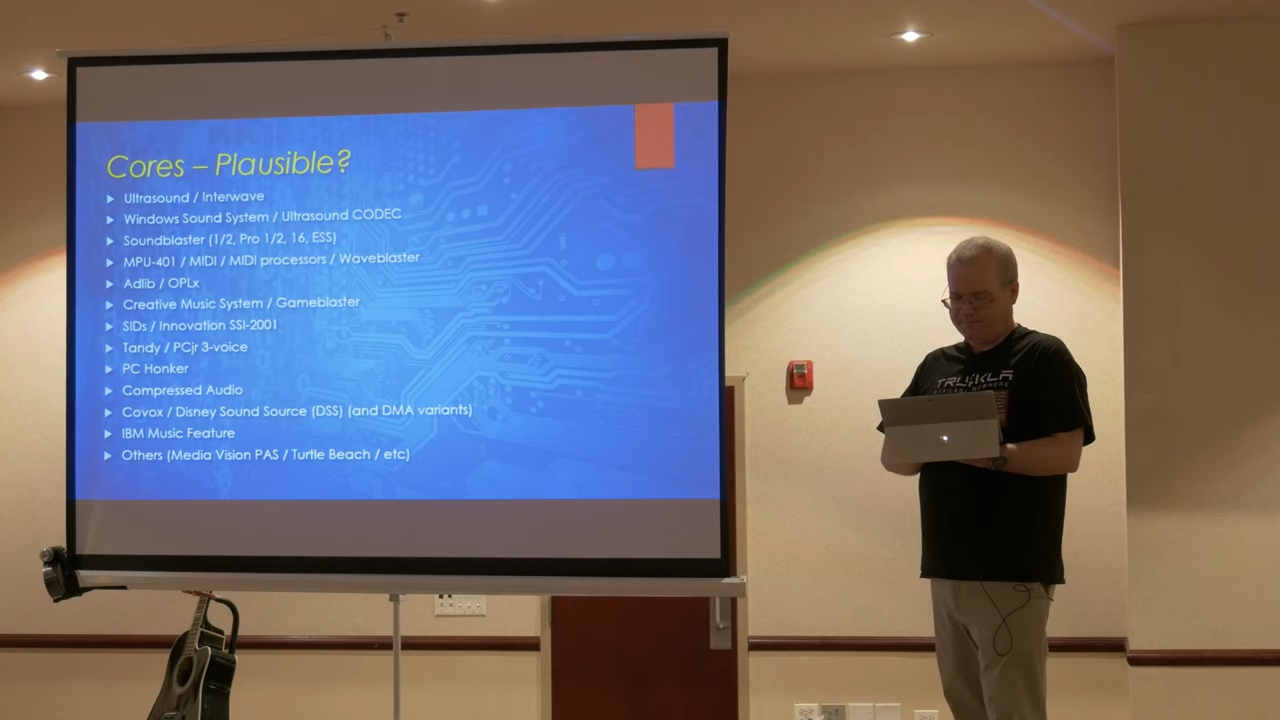 Cores – Plausible?
Ultrasound / Interwave
Windows Sound System / Ultrasound CODEC
Soundblaster (1/2, Pro 1/2, 16, ESS)
MPU-401 / MIDI / MIDI processors / Waveblaster
Adlib / OPLx
Creative Music System / Gameblaster
SIDs / Innovation SSI-2001
Tandy / PCjr 3-voice
PC Honker
Compressed Audio
Covox / Disney Sound Source (DSS) (and DMA variants)
IBM Music Feature
Others (Media Vision PAS / Turtle Beach / etc)